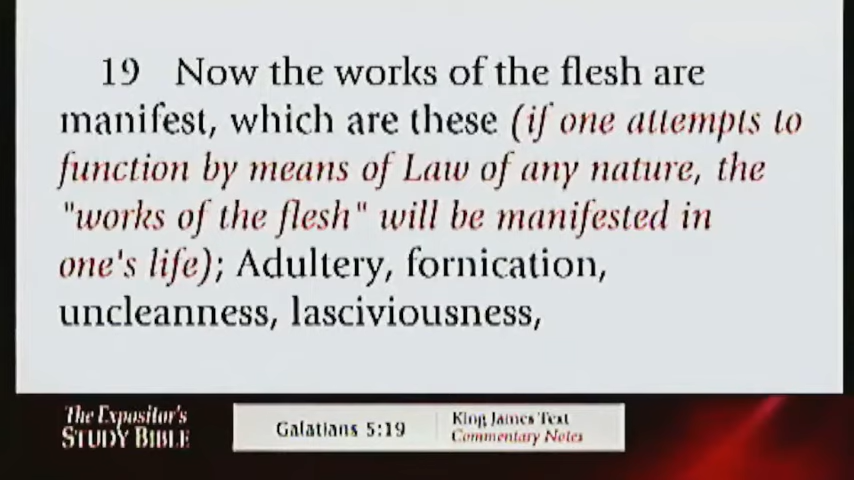 19 Now the works of the flesh are
manifest, which are these (if one attempts to
function by means of Law of any nature, the
"works of the flesh" will be manifested in
one's life); Adultery, fornication,
uncleanness, lasciviousness,
The Expositor's
STUDY BIBLE
Galatians 5:19
King James Text
Commentary Notes